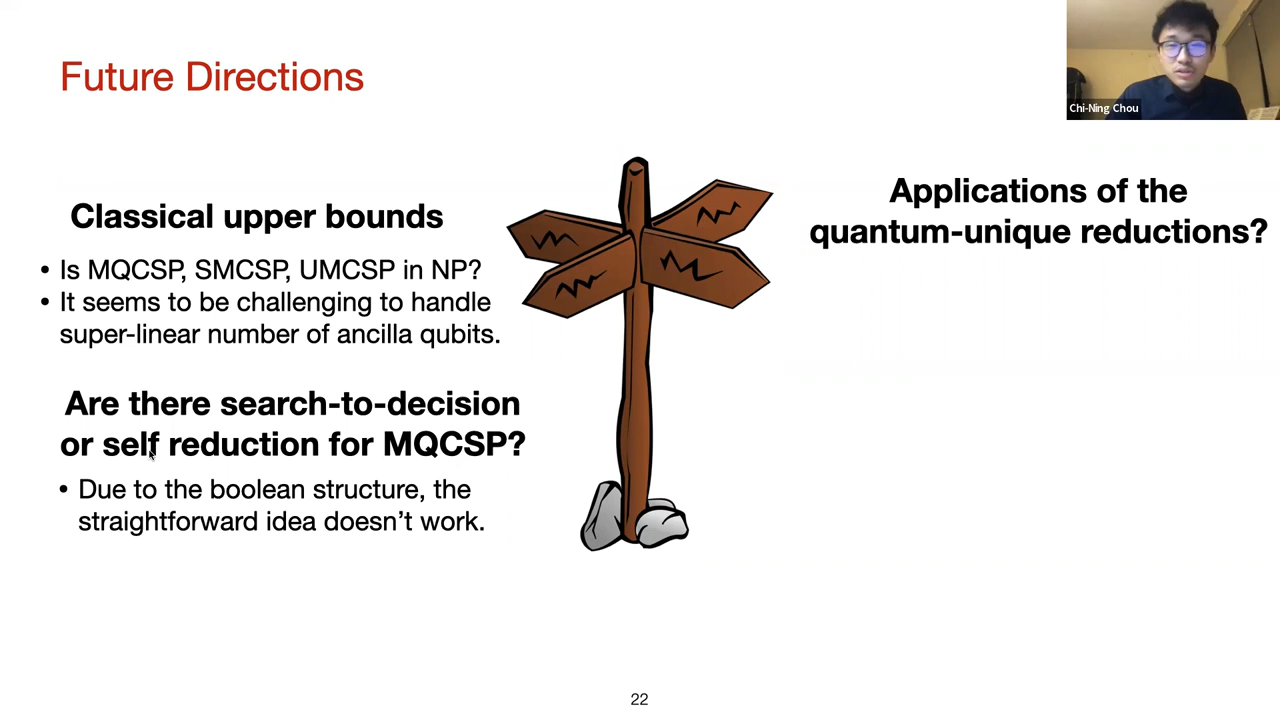 Future Directions
Chi-Ning Chou
Classical upper bounds
• Is MQCSP, SMCSP, UMCSP in NP?
• It seems to be challenging to handle
super-linear number of ancilla qubits.
Are there search-to-decision
or self reduction for MQCSP?
• Due to the boolean structure, the
straightforward idea doesn’t work.
Applications of the
quantum-unique reductions?
22